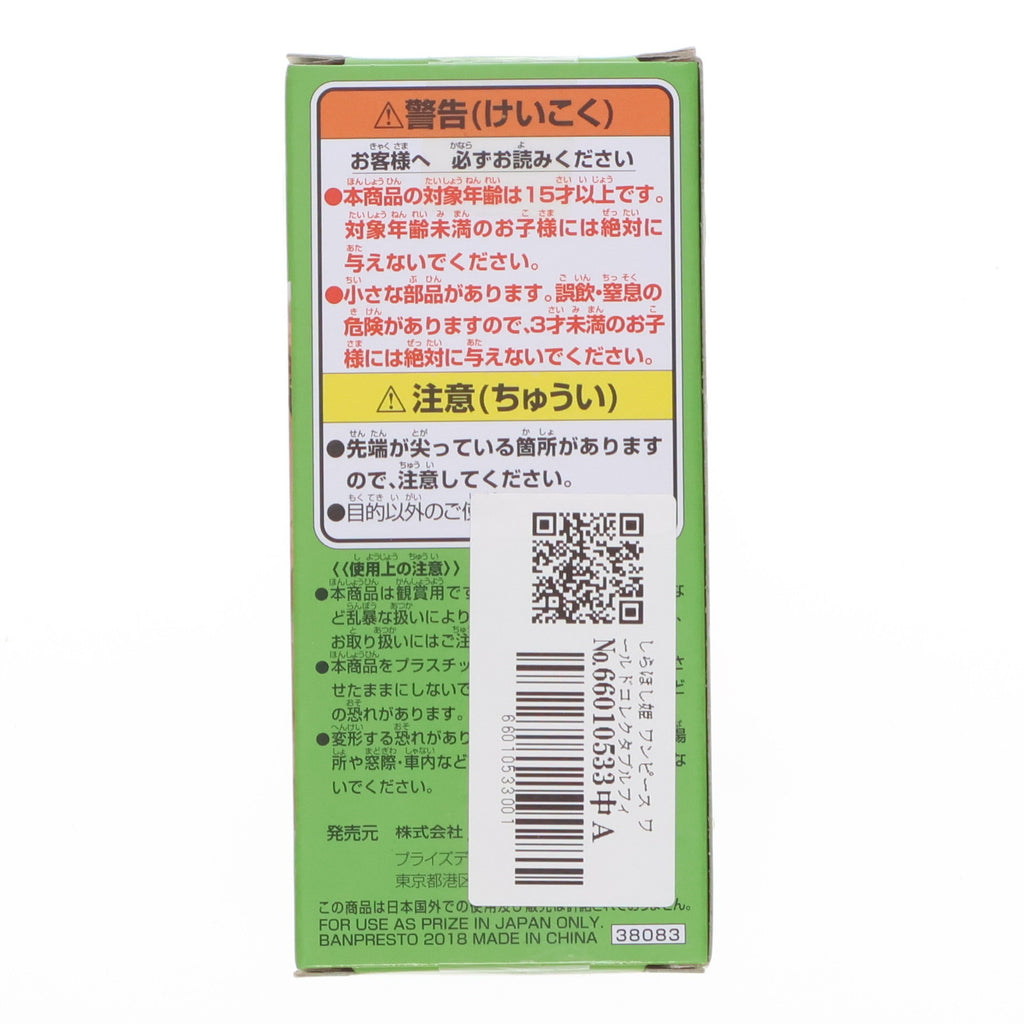 ⚠警告(けいこく)
お客様へ 必ずお読みください
●本商品の対象年齢は15才以上です。
対象年齢未満のお子様には絶対に
与えないでください。
●小さな部品があります。誤飲・窒息の
危険がありますので、3才未満のお子
様には絶対に与えないでください。
⚠注意(ちゅうい)
●先端が尖っている箇所があります
ので、注意してください。
●目的以外のご使
《使用上の注意》
●本商品は観賞用です
ど乱暴な扱いにより
お取り扱いにはご注
●本商品をプラスチッ
せたままにしないで
の恐れがあります。
●変形する恐れがあり
所や窓際・車内など
いでください。
発売元 株式会社
プライズデ
東京都港区
この商品は日本国外での使用及び販売は許諾されておりません。
FOR USE AS PRIZE IN JAPAN ONLY.
BANPRESTO 2018 MADE IN CHINA 38083
しらほし姫 ワンピース ワ
ールドコレクタブルフィ
No.66010533中A
66010533001